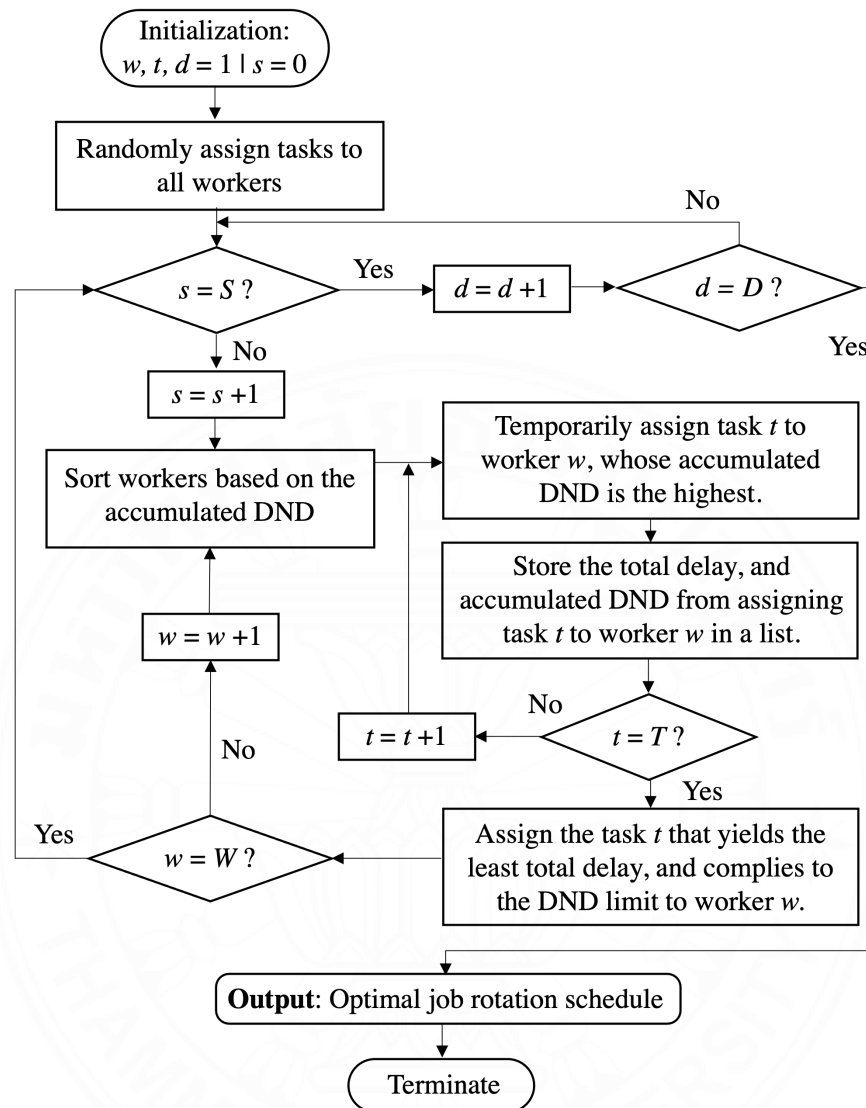 Initialization:
w, t, d = 1 | s = 0
Randomly assign tasks to
all workers
No
s = S ?
Yes
d = d +1
d = D ?
Yes
No
s = s +1
Sort workers based on the
accumulated DND
Temporarily assign task t to
worker w, whose accumulated
DND is the highest.
Store the total delay, and
accumulated DND from assigning
task t to worker w in a list.
w = w +1
No
t = t +1
No
t = T ?
Yes
Yes
w = W ?
Assign the task t that yields the
least total delay, and complies to
the DND limit to worker w.
Output: Optimal job rotation schedule
Terminate